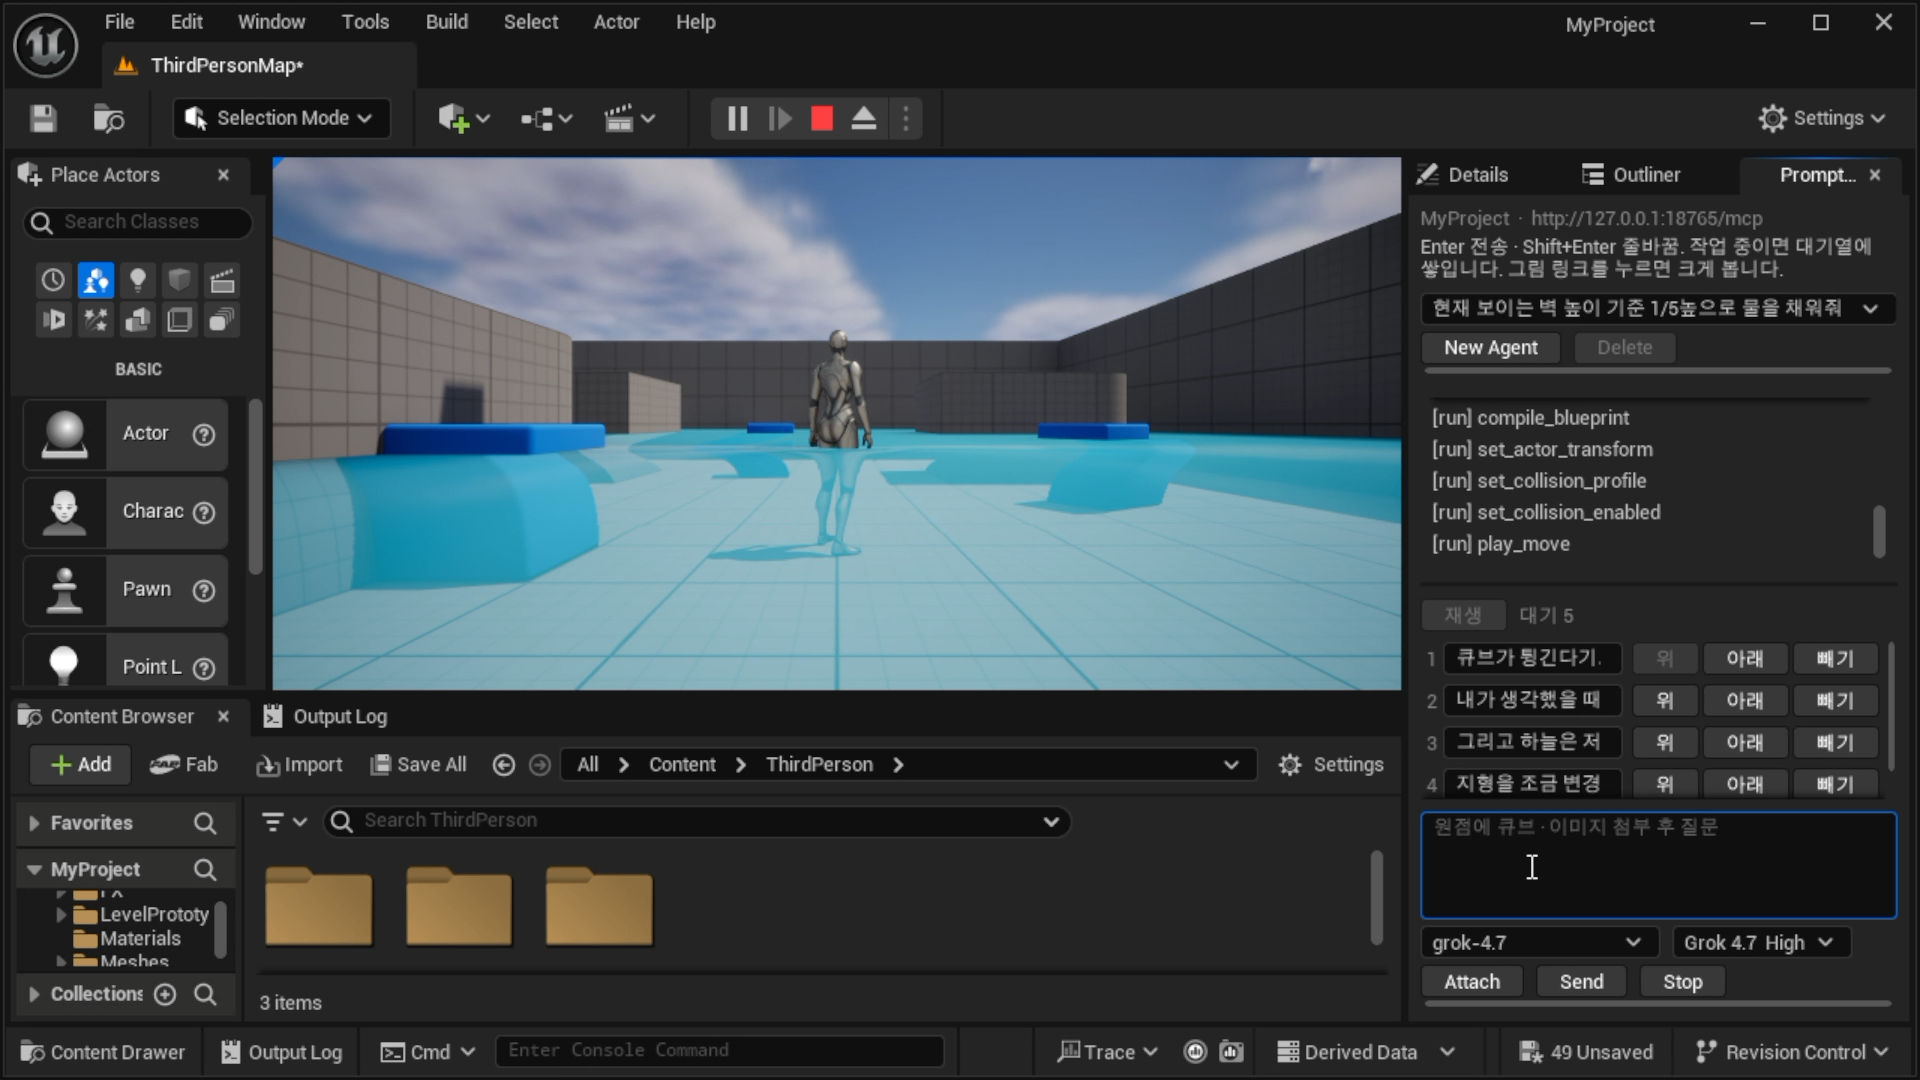 File Edit Window Tools Build Select Actor Help
MyProject
ThirdPersonMap*
Selection Mode
Settings
Place Actors
Search Classes
BASIC
Actor
Charac
Pawn
Point L
Details
Outliner
Prompt...
MyProject · http://127.0.0.1:18765/mcp
Enter 전송 · Shift+Enter 줄바꿈. 작업 중이면 대기열에
쌓입니다. 그림 링크를 누르면 크게 봅니다.
현재 보이는 벽 높이 기준 1/5높으로 물을 채워줘
New Agent
Delete
[run] compile_blueprint
[run] set_actor_transform
[run] set_collision_profile
[run] set_collision_enabled
[run] play_move
재생 대기 5
1 큐브가 튕긴다기. 위 아래 빼기
2 내가 생각했을 때 위 아래 빼기
3 그리고 하늘은 저 위 아래 빼기
4 지형을 조금 변경 위 아래 빼기
원점에 큐브 · 이미지 첨부 후 질문
grok-4.7
Grok 4.7 High
Attach
Send
Stop
Content Browser
Output Log
Add
Fab
Import
Save All
All > Content > ThirdPerson >
Settings
Favorites
Search ThirdPerson
MyProject
FX
LevelPrototy
Materials
Meshes
Collections
3 items
Content Drawer
Output Log
Cmd
Enter Console Command
Trace
Derived Data
49 Unsaved
Revision Control